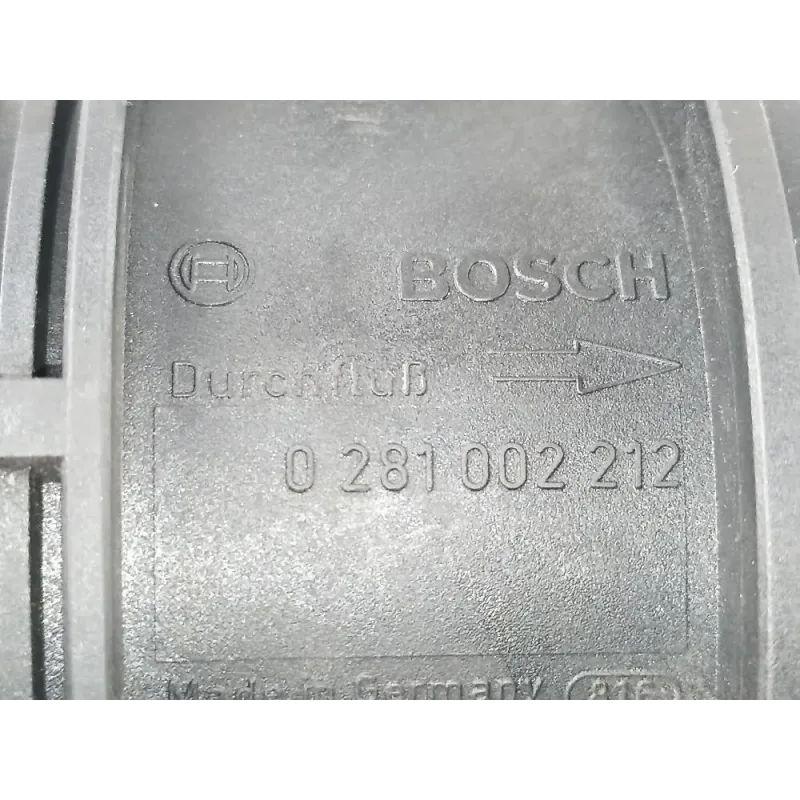 BOSCH
Durchfluß
0 281 002 212
Made in Germany